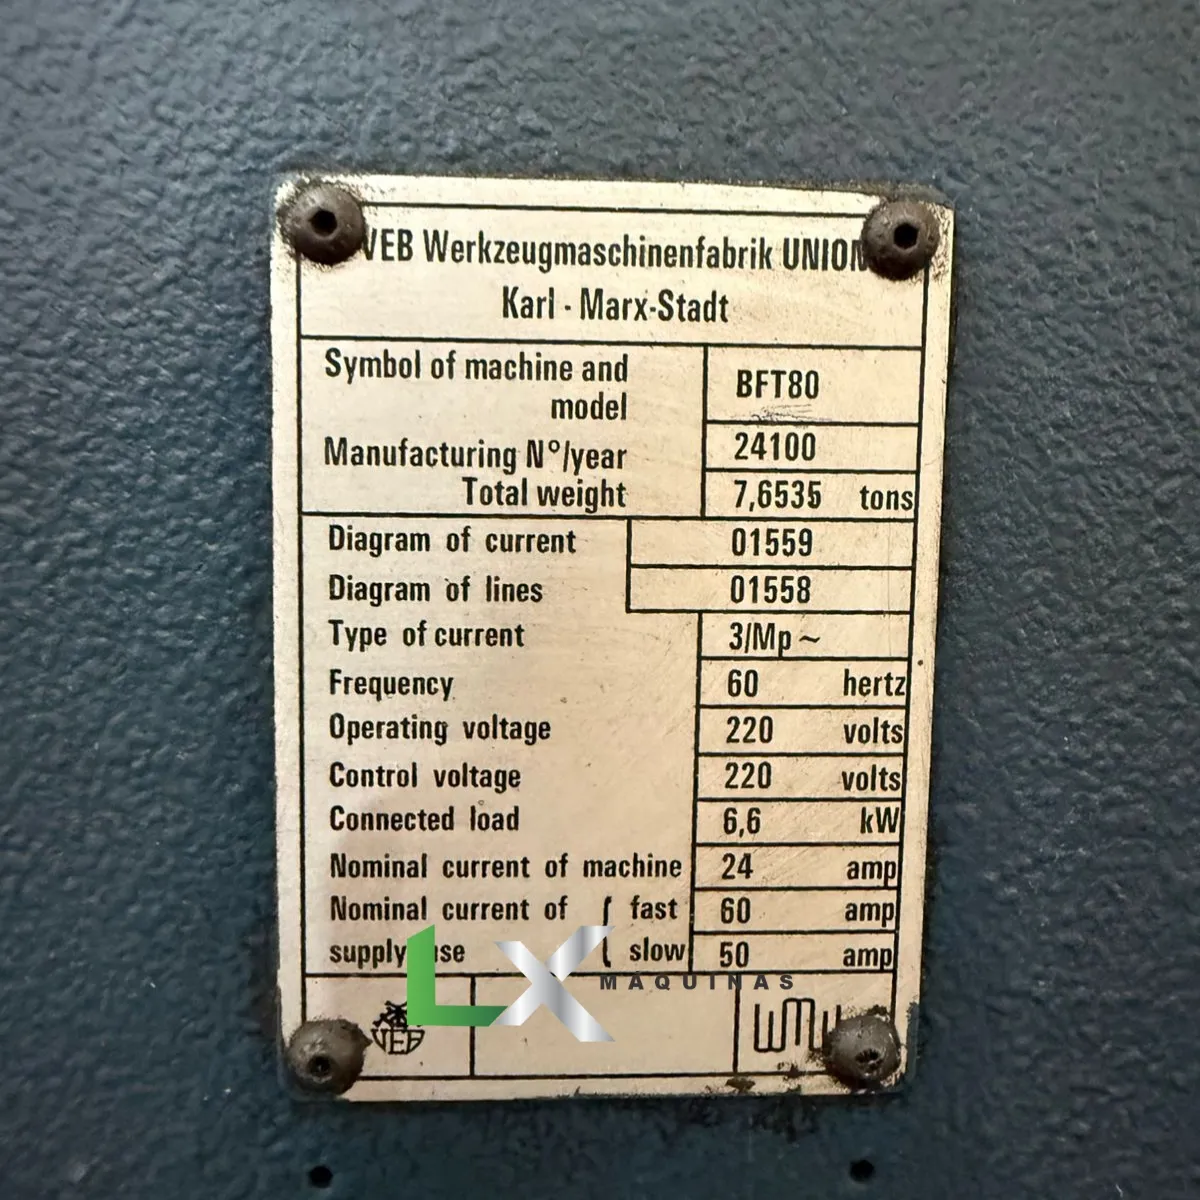 VEB Werkzeugmaschinenfabrik UNION
Karl - Marx-Stadt
Symbol of machine and model BFT80
Manufacturing N°/year 24100
Total weight 7,6535 tons
Diagram of current 01559
Diagram of lines 01558
Type of current 3/Mp ~
Frequency 60 hertz
Operating voltage 220 volts
Control voltage 220 volts
Connected load 6,6 kW
Nominal current of machine 24 amp
Nominal current of fast 60 amp
supply slow 50 amp
LX MÁQUINAS
VEB